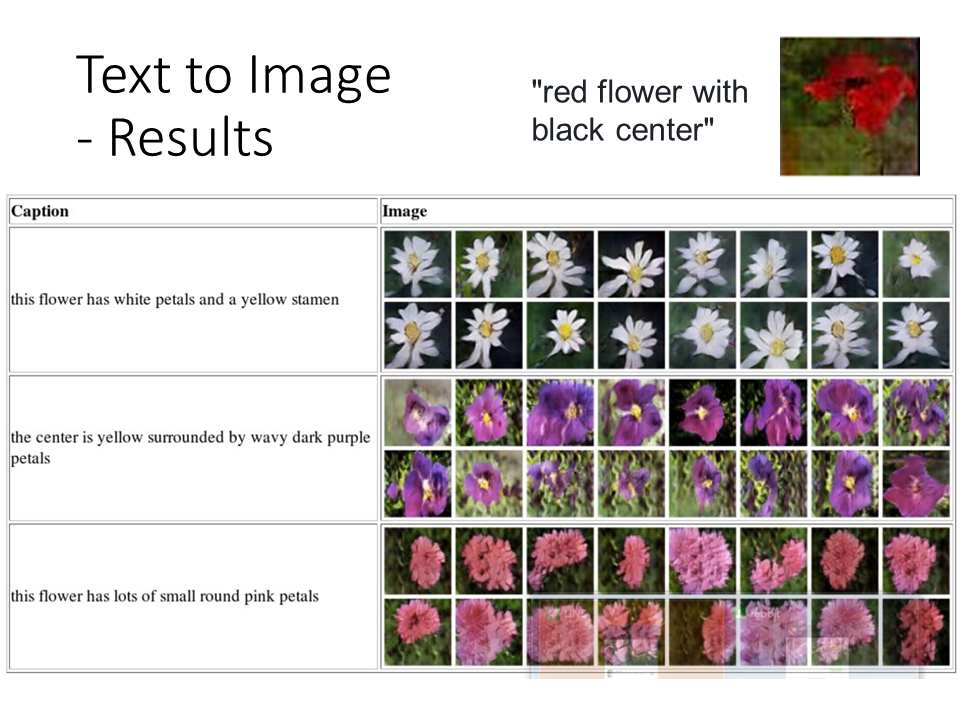 Text to Image
- Results
"red flower with
black center"
Caption
Image
this flower has white petals and a yellow stamen
the center is yellow surrounded by wavy dark purple
petals
this flower has lots of small round pink petals